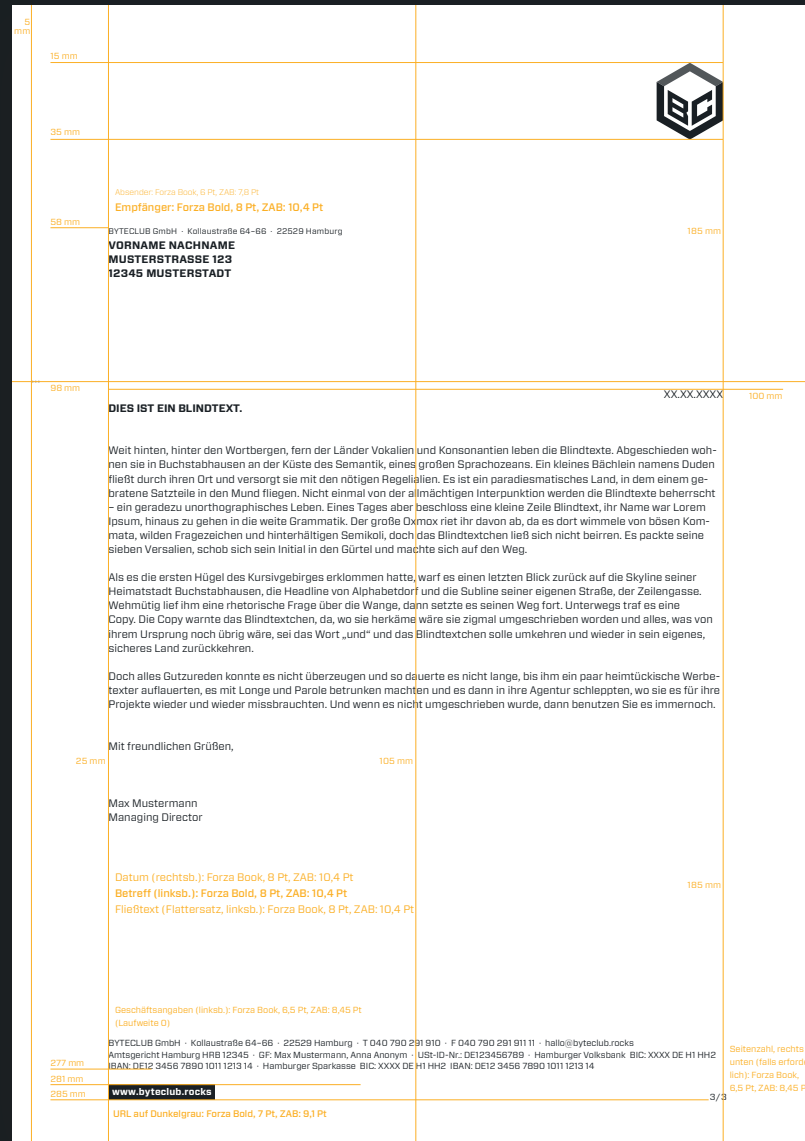 5
mm
15 mm
BC
35 mm
Absender: Forza Book, 6 Pt, ZAB: 7,8 Pt
Empfänger: Forza Bold, 8 Pt, ZAB: 10,4 Pt
58 mm
BYTECLUB GmbH · Kollaustraße 64–66 · 22529 Hamburg
185 mm
VORNAME NACHNAME
MUSTERSTRASSE 123
12345 MUSTERSTADT
98 mm
XX.XX.XXXX
100 mm
DIES IST EIN BLINDTEXT.
Weit hinten, hinter den Wortbergen, fern der Länder Vokalien und Konsonantien leben die Blindtexte. Abgeschieden woh-
nen sie in Buchstabhausen an der Küste des Semantik, eines großen Sprachozeans. Ein kleines Bächlein namens Duden
fließt durch ihren Ort und versorgt sie mit den nötigen Regelialien. Es ist ein paradiesmatisches Land, in dem einem ge-
bratene Satzteile in den Mund fliegen. Nicht einmal von der allmächtigen Interpunktion werden die Blindtexte beherrscht
– ein geradezu unorthographisches Leben. Eines Tages aber beschloss eine kleine Zeile Blindtext, ihr Name war Lorem
Ipsum, hinaus zu gehen in die weite Grammatik. Der große Oxmox riet ihr davon ab, da es dort wimmele von bösen Kom-
mata, wilden Fragezeichen und hinterhältigen Semikoli, doch das Blindtextchen ließ sich nicht beirren. Es packte seine
sieben Versalien, schob sich sein Initial in den Gürtel und machte sich auf den Weg.
Als es die ersten Hügel des Kursivgebirges erklommen hatte, warf es einen letzten Blick zurück auf die Skyline seiner
Heimatstadt Buchstabhausen, die Headline von Alphabetdorf und die Subline seiner eigenen Straße, der Zeilengasse.
Wehmütig lief ihm eine rhetorische Frage über die Wange, dann setzte es seinen Weg fort. Unterwegs traf es eine
Copy. Die Copy warnte das Blindtextchen, da, wo sie herkäme wäre sie zigmal umgeschrieben worden und alles, was von
ihrem Ursprung noch übrig wäre, sei das Wort „und“ und das Blindtextchen solle umkehren und wieder in sein eigenes,
sicheres Land zurückkehren.
Doch alles Gutzureden konnte es nicht überzeugen und so dauerte es nicht lange, bis ihm ein paar heimtückische Werbe-
texter auflauerten, es mit Longe und Parole betrunken machten und es dann in ihre Agentur schleppten, wo sie es für ihre
Projekte wieder und wieder missbrauchten. Und wenn es nicht umgeschrieben wurde, dann benutzen Sie es immernoch.
Mit freundlichen Grüßen,
25 mm
105 mm
Max Mustermann
Managing Director
Datum (rechtsb.): Forza Book, 8 Pt, ZAB: 10,4 Pt
185 mm
Betreff (linksb.): Forza Bold, 8 Pt, ZAB: 10,4 Pt
Fließtext (Flattersatz, linksb.): Forza Book, 8 Pt, ZAB: 10,4 Pt
Geschäftsangaben (linksb.): Forza Book, 6,5 Pt, ZAB: 8,45 Pt
(Laufweite 0)
BYTECLUB GmbH · Kollaustraße 64–66 · 22529 Hamburg · T 040 790 291 910 · F 040 790 291 911 11 · hallo@byteclub.rocks
Amtsgericht Hamburg HRB 12345 · GF: Max Mustermann, Anna Anonym · USt-ID-Nr.: DE123456789 · Hamburger Volksbank BIC: XXXX DE H1 HH2
IBAN: DE12 3456 7890 1011 1213 14 · Hamburger Sparkasse BIC: XXXX DE H1 HH2 IBAN: DE12 3456 7890 1011 1213 14
277 mm
281 mm
285 mm
www.byteclub.rocks
3/3
Seitenzahl, rechts
unten (falls erforde
lich): Forza Book,
6,5 Pt, ZAB: 8,45 P
URL auf Dunkelgrau: Forza Bold, 7 Pt, ZAB: 9,1 Pt